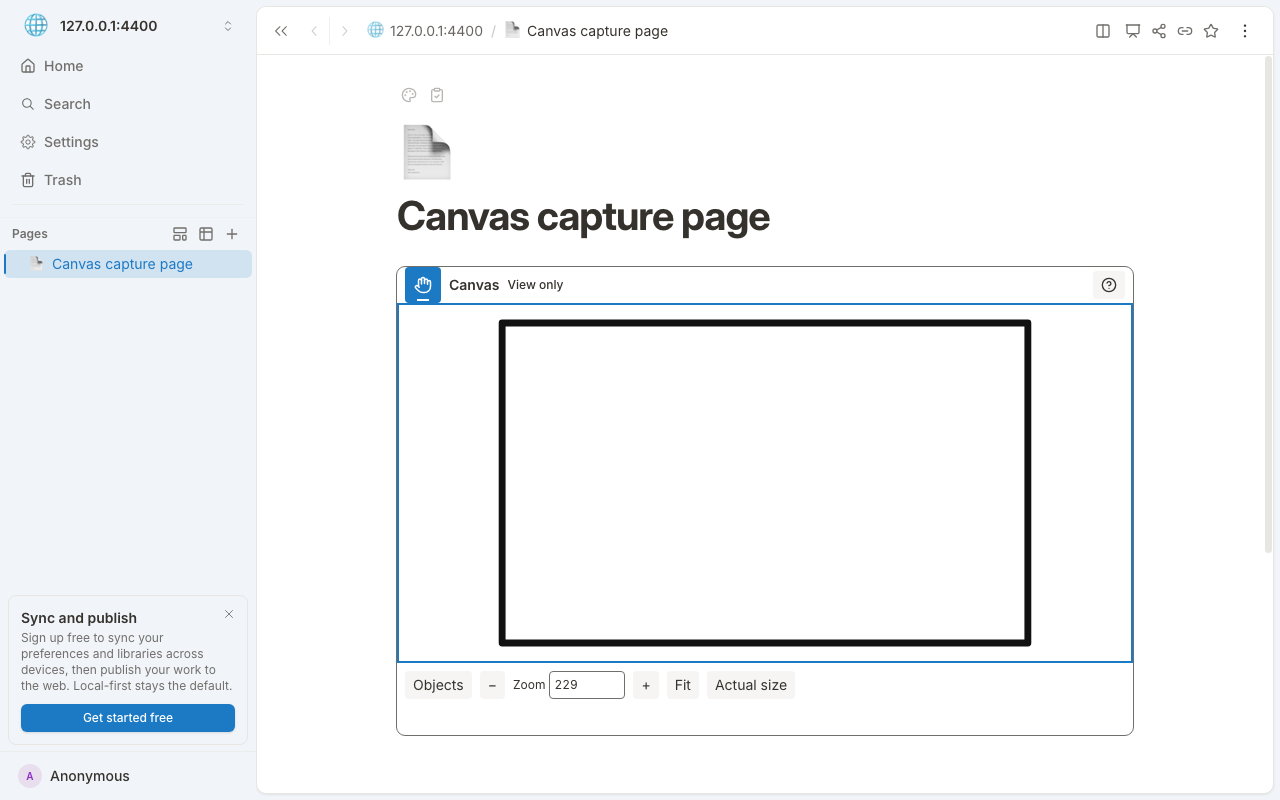 127.0.0.1:4400
Home
Search
Settings
Trash
Pages
Canvas capture page
Sync and publish
Sign up free to sync your
preferences and libraries across
devices, then publish your work to
the web. Local-first stays the default.
Get started free
A Anonymous
127.0.0.1:4400 / Canvas capture page
Canvas capture page
Canvas View only
Objects − Zoom 229 + Fit Actual size